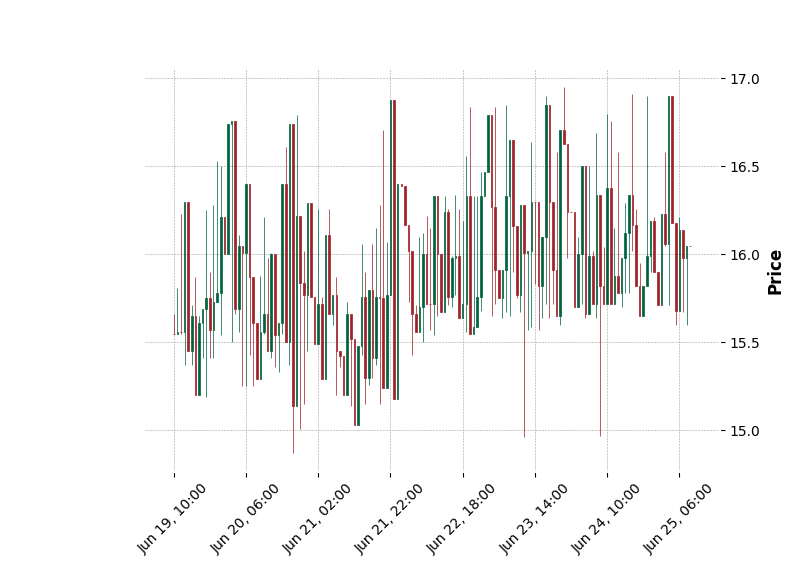 17.0
16.5
16.0
15.5
15.0
Price
Jun 19, 10:00
Jun 20, 06:00
Jun 21, 02:00
Jun 21, 22:00
Jun 22, 18:00
Jun 23, 14:00
Jun 24, 10:00
Jun 25, 06:00